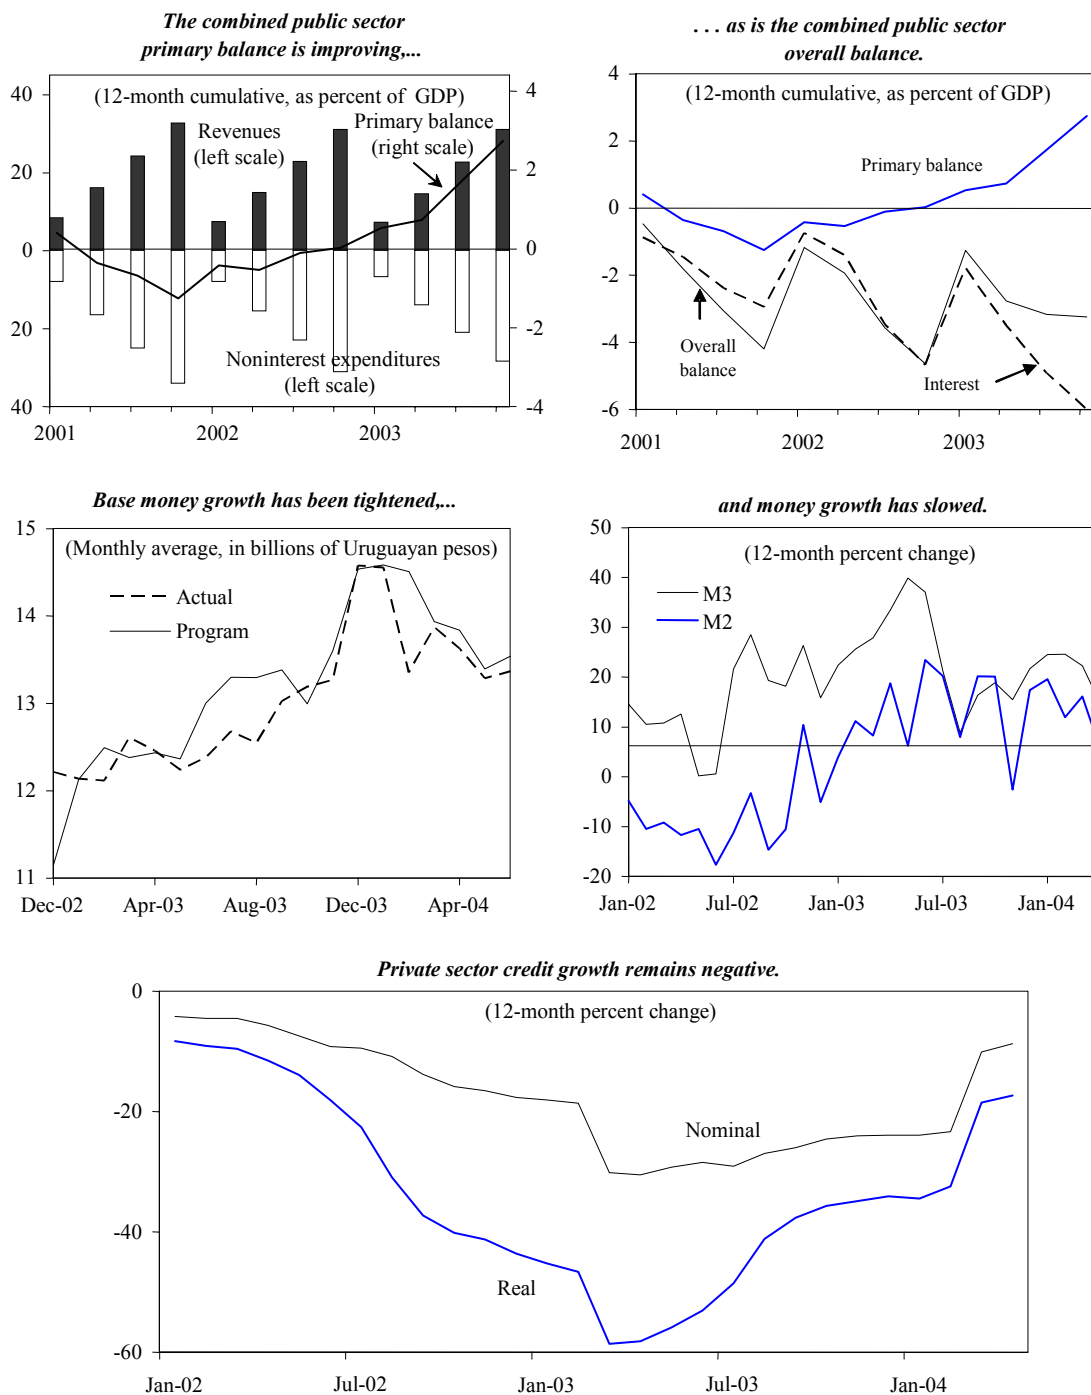 The combined public sector
primary balance is improving,...
(12-month cumulative, as percent of GDP)
Revenues
(left scale)
Primary balance
(right scale)
Noninterest expenditures
(left scale)
40
20
0
20
40
4
2
0
-2
-4
2001
2002
2003
. . . as is the combined public sector
overall balance.
(12-month cumulative, as percent of GDP)
Primary balance
Overall
balance
Interest
4
2
0
-2
-4
-6
2001
2002
2003
Base money growth has been tightened,...
(Monthly average, in billions of Uruguayan pesos)
Actual
Program
15
14
13
12
11
Dec-02
Apr-03
Aug-03
Dec-03
Apr-04
and money growth has slowed.
(12-month percent change)
M3
M2
50
40
30
20
10
0
-10
-20
Jan-02
Jul-02
Jan-03
Jul-03
Jan-04
Private sector credit growth remains negative.
(12-month percent change)
Nominal
Real
0
-20
-40
-60
Jan-02
Jul-02
Jan-03
Jul-03
Jan-04